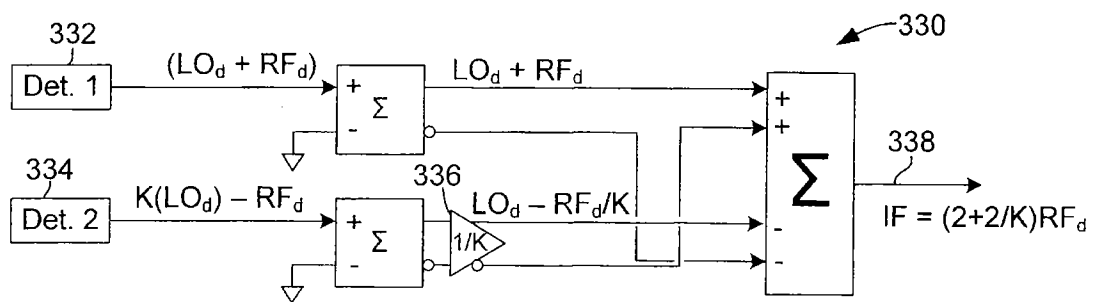 332
330
Det. 1
(LO_d + RF_d)
LO_d + RF_d
+
-
Σ
+
+
-
-
Σ
338
IF = (2+2/K)RF_d
334
336
Det. 2
K(LO_d) – RF_d
LO_d – RF_d/K
+
-
Σ
1/K